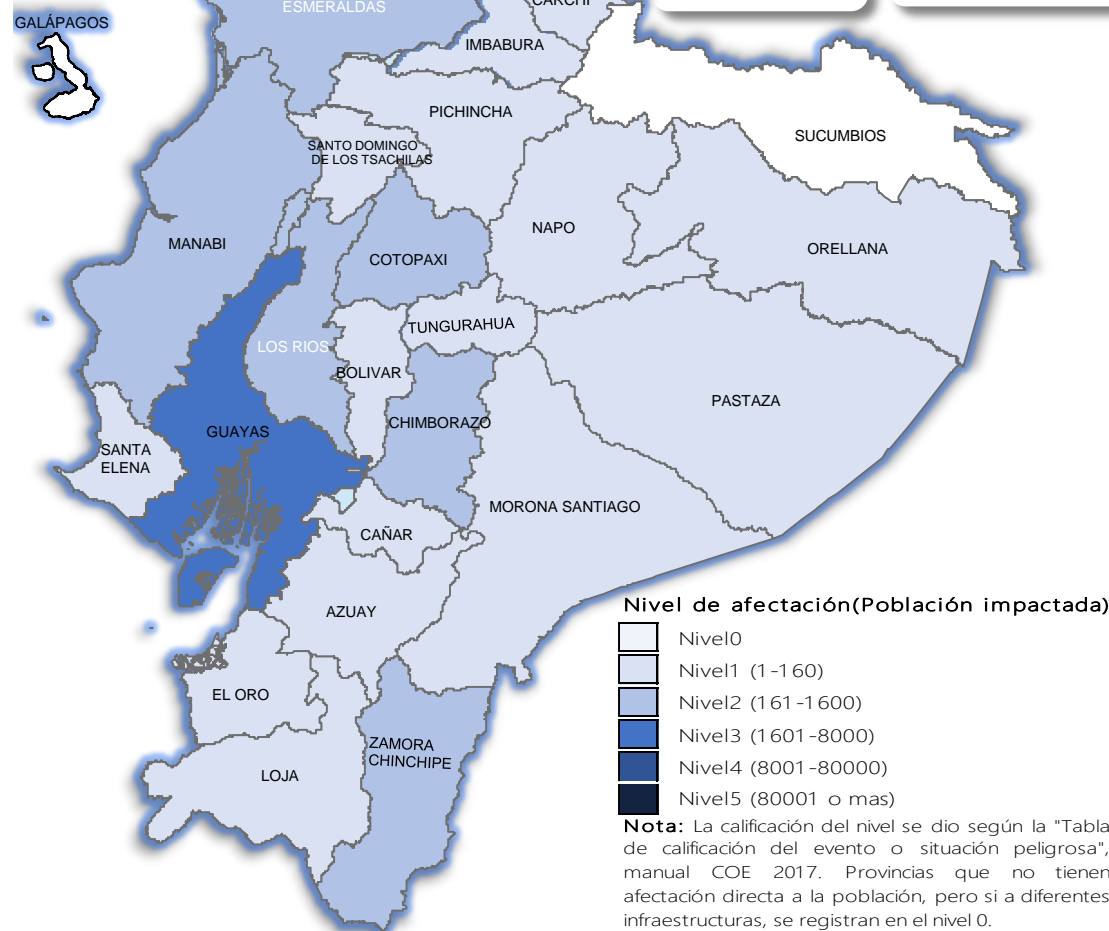 ESMERALDAS
CARCHI
GALÁPAGOS
IMBABURA
PICHINCHA
SUCUMBIOS
SANTO DOMINGO
DE LOS TSACHILAS
NAPO
MANABI
ORELLANA
COTOPAXI
TUNGURAHUA
LOS RIOS
BOLIVAR
PASTAZA
CHIMBORAZO
GUAYAS
SANTA
ELENA
MORONA SANTIAGO
CAÑAR
AZUAY
EL ORO
ZAMORA
CHINCHIPE
LOJA
Nivel de afectación(Población impactada)
Nivel0
Nivel1 (1-160)
Nivel2 (161-1600)
Nivel3 (1601-8000)
Nivel4 (8001-80000)
Nivel5 (80001 o mas)
Nota: La calificación del nivel se dio según la "Tabla
de calificación del evento o situación peligrosa",
manual COE 2017. Provincias que no tienen
afectación directa a la población, pero si a diferentes
infraestructuras, se registran en el nivel 0.